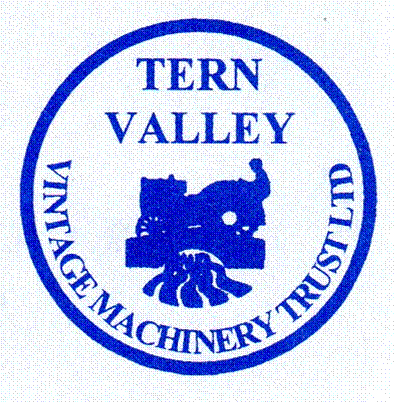 TERN
VALLEY
VINTAGE MACHINERY TRUST LTD